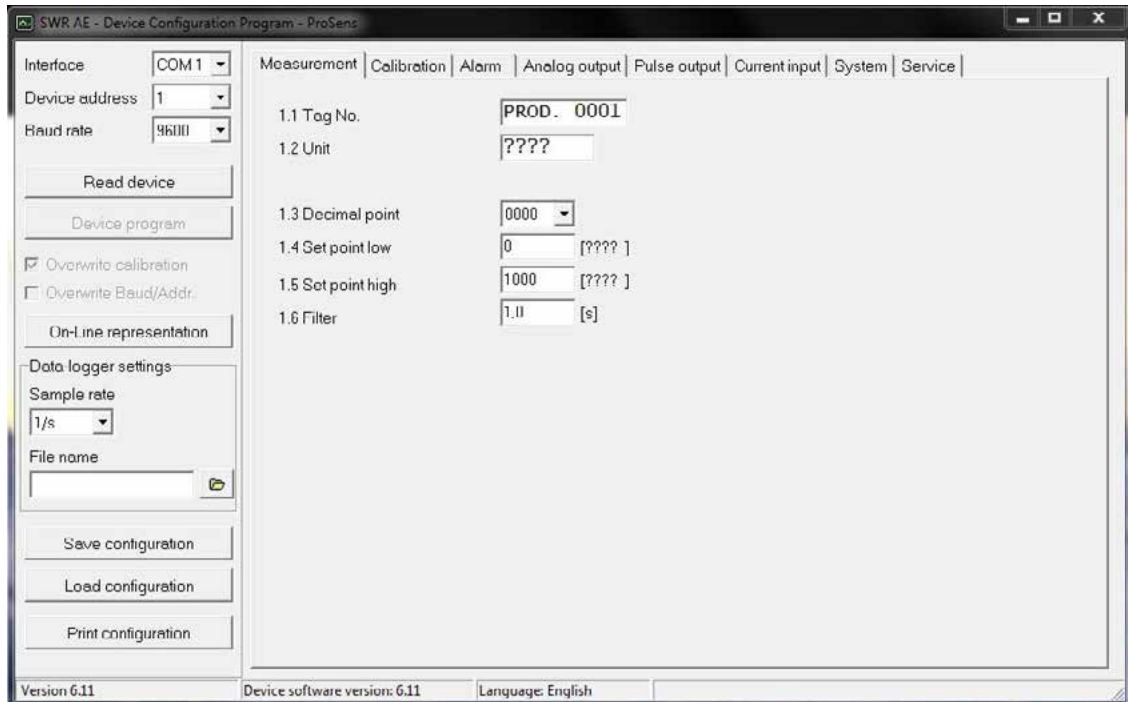 SWR AE - Device Configuration Program - ProSens
Interface
COM 1
Device address
1
Baud rate
9600
Read device
Device program
Overwrite calibration
Overwrite Baud/Addr.
On-Line representation
Data logger settings
Sample rate
1/s
File name
Save configuration
Load configuration
Print configuration
Measurement
Calibration
Alarm
Analog output
Pulse output
Current input
System
Service
1.1 Tag No.
PROD. 0001
1.2 Unit
????
1.3 Decimal point
0000
1.4 Set point low
0
[???? ]
1.5 Set point high
1000
[???? ]
1.6 Filter
1.0
[s]
Version 6.11
Device software version: 6.11
Language: English